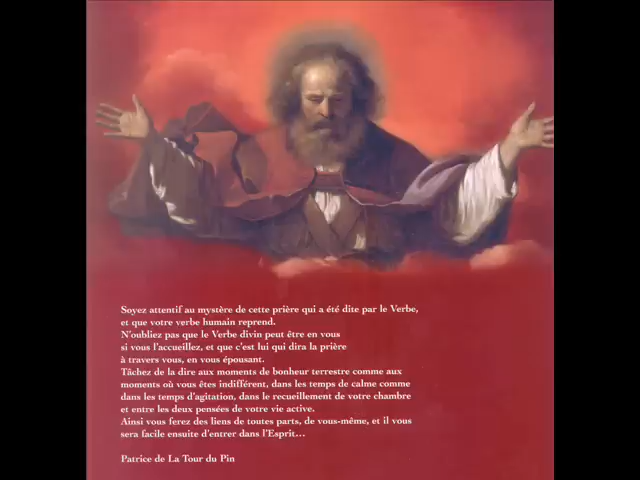 Soyez attentif au mystère de cette prière qui a été dite par le Verbe,
et que votre verbe humain reprend.
N'oubliez pas que le Verbe divin peut être en vous
si vous l'accueillez, et que c'est lui qui dira la prière
à travers vous, en vous épousant.
Tâchez de la dire aux moments de bonheur terrestre comme aux
moments où vous êtes indifférent, dans les temps de calme comme
dans les temps d'agitation, dans le recueillement de votre chambre
et entre les deux pensées de votre vie active.
Ainsi vous ferez des liens de toutes parts, de vous-même, et il vous
sera facile ensuite d'entrer dans l'Esprit…
Patrice de La Tour du Pin